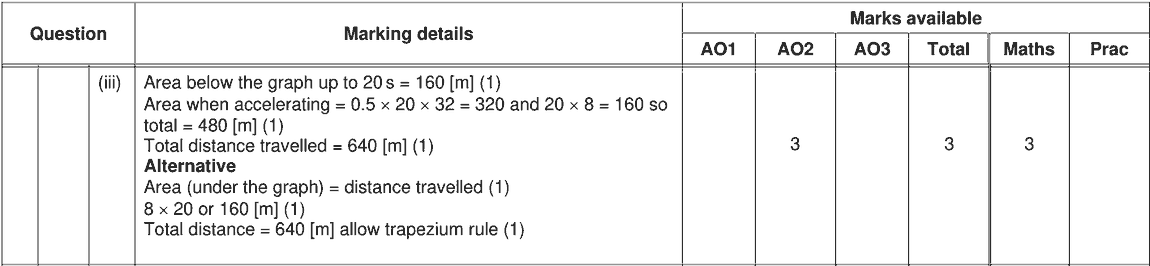 Question Marking details Marks available
AO1 AO2 AO3 Total Maths Prac
(iii) Area below the graph up to 20 s = 160 [m] (1)
Area when accelerating = 0.5 × 20 × 32 = 320 and 20 × 8 = 160 so
total = 480 [m] (1)
Total distance travelled = 640 [m] (1) 3 3 3
Alternative
Area (under the graph) = distance travelled (1)
8 × 20 or 160 [m] (1)
Total distance = 640 [m] allow trapezium rule (1)